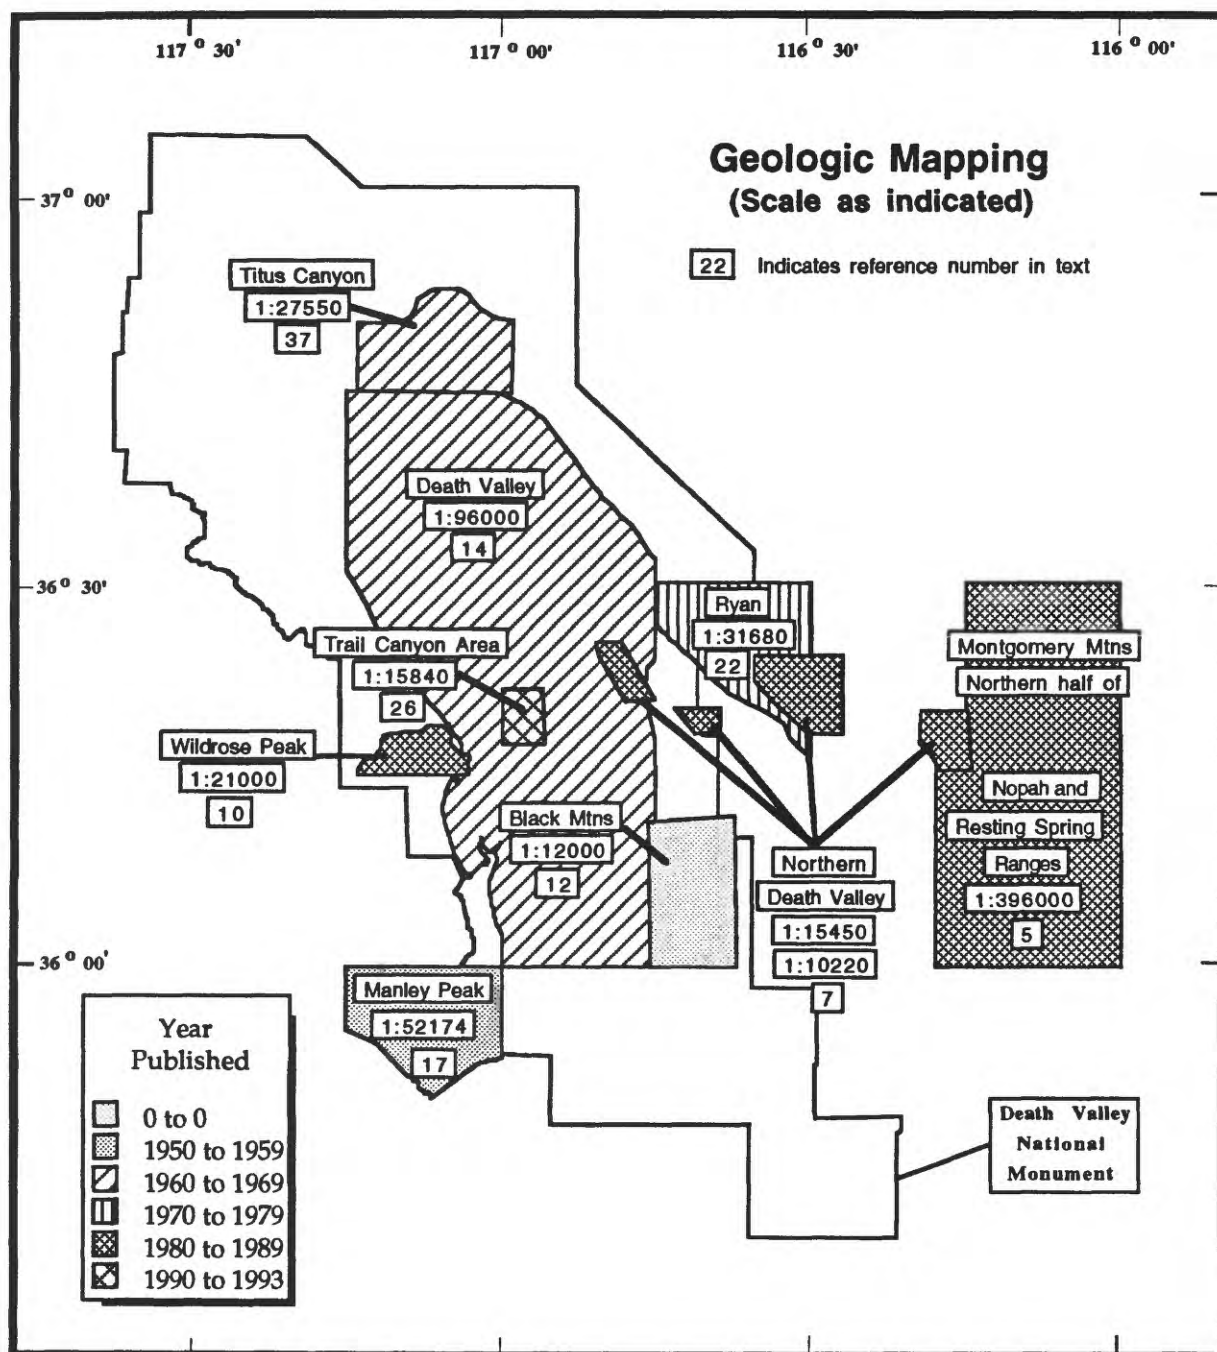 117° 30'
117° 00'
116° 30'
116° 00'
Geologic Mapping
(Scale as indicated)
37° 00'
22 Indicates reference number in text
Titus Canyon
1:27550
37
Death Valley
1:96000
14
36° 30'
Ryan
1:31680
22
Trail Canyon Area
1:15840
26
Montgomery Mtns
Northern half of
Wildrose Peak
1:21000
10
Nopah and
Resting Spring
Ranges
1:396000
5
Black Mtns
1:12000
12
Northern
Death Valley
1:15450
1:10220
7
36° 00'
Manley Peak
1:52174
17
Year
Published
0 to 0
1950 to 1959
1960 to 1969
1970 to 1979
1980 to 1989
1990 to 1993
Death Valley
National
Monument